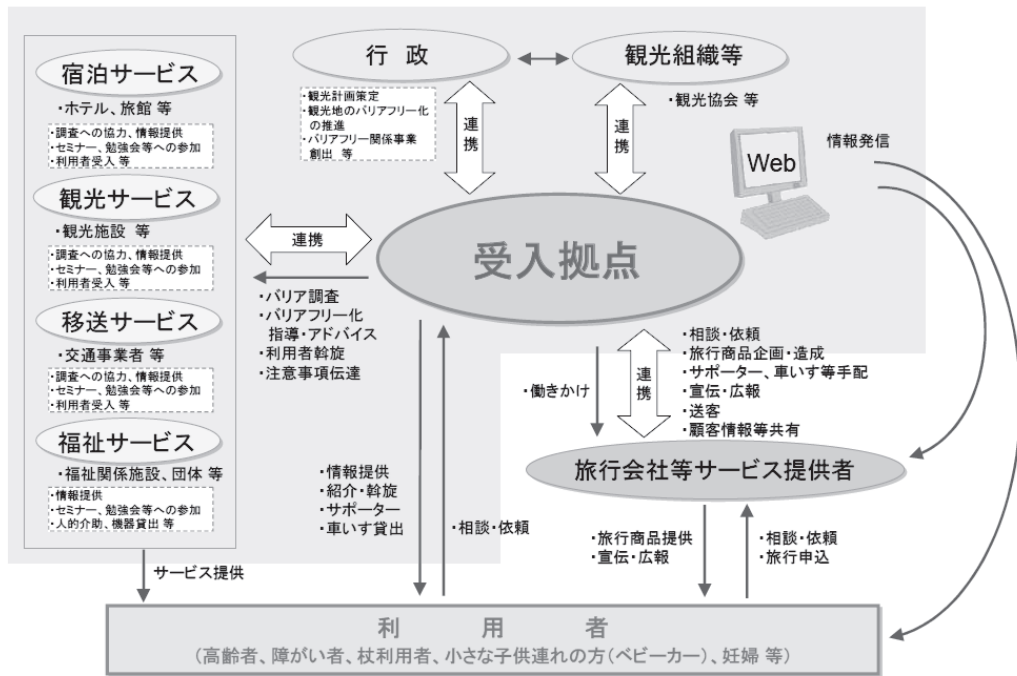 宿泊サービス
・ホテル、旅館 等
・調査への協力、情報提供
・セミナー、勉強会等への参加
・利用者受入 等
観光サービス
・観光施設 等
・調査への協力、情報提供
・セミナー、勉強会等への参加
・利用者受入 等
移送サービス
・交通事業者 等
・調査への協力、情報提供
・セミナー、勉強会等への参加
・利用者受入 等
福祉サービス
・福祉関係施設、団体 等
・情報提供
・セミナー、勉強会等への参加
・人的介助、機器貸出 等
サービス提供
行 政
・観光計画策定
・観光地のバリアフリー化
の推進
・バリアフリー関係事業
創出 等
連携
観光組織等
・観光協会 等
連携
Web
情報発信
連携
受入拠点
・バリア調査
・バリアフリー化
指導・アドバイス
・利用者斡旋
・注意事項伝達
・働きかけ
連携
・相談・依頼
・旅行商品企画・造成
・サポーター、車いす等手配
・宣伝・広報
・送客
・顧客情報等共有
旅行会社等サービス提供者
・情報提供
・紹介・斡旋
・サポーター
・車いす貸出
・相談・依頼
・旅行商品提供
・宣伝・広報
・相談・依頼
・旅行申込
利 用 者
(高齢者、障がい者、杖利用者、小さな子供連れの方(ベビーカー)、妊婦 等)